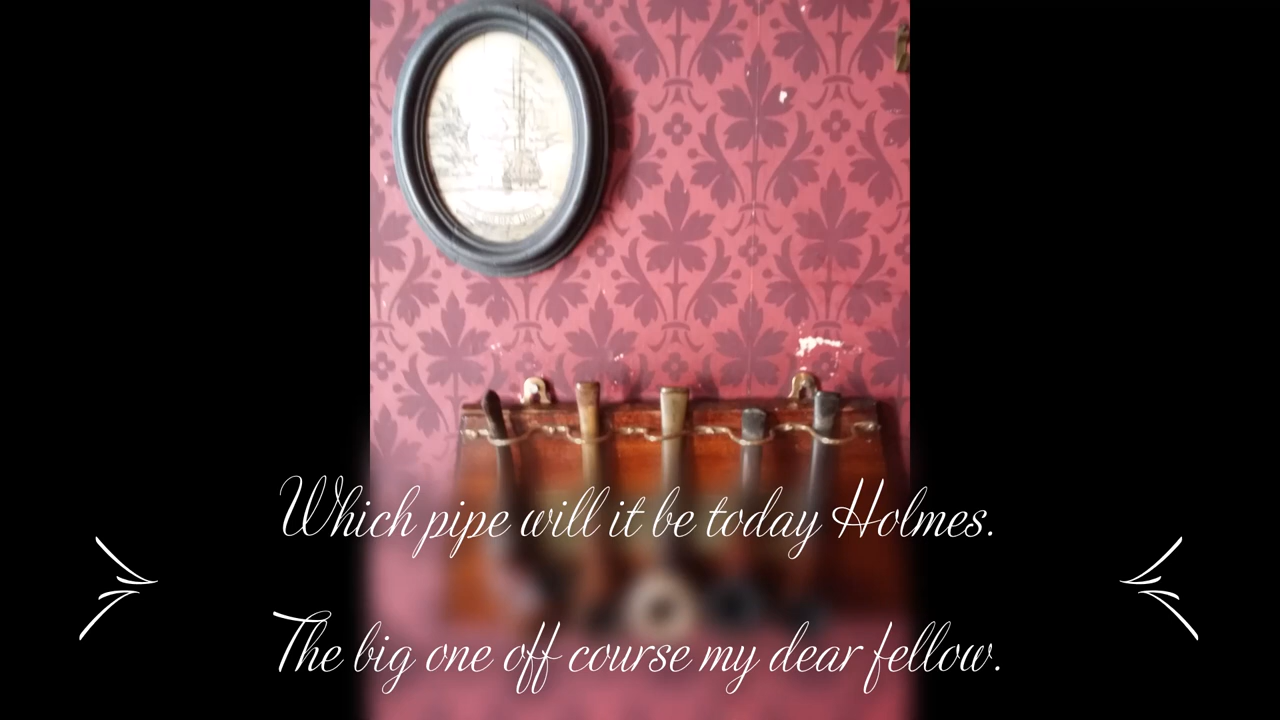 Which pipe will it be today Holmes.
The big one off course my dear fellow.